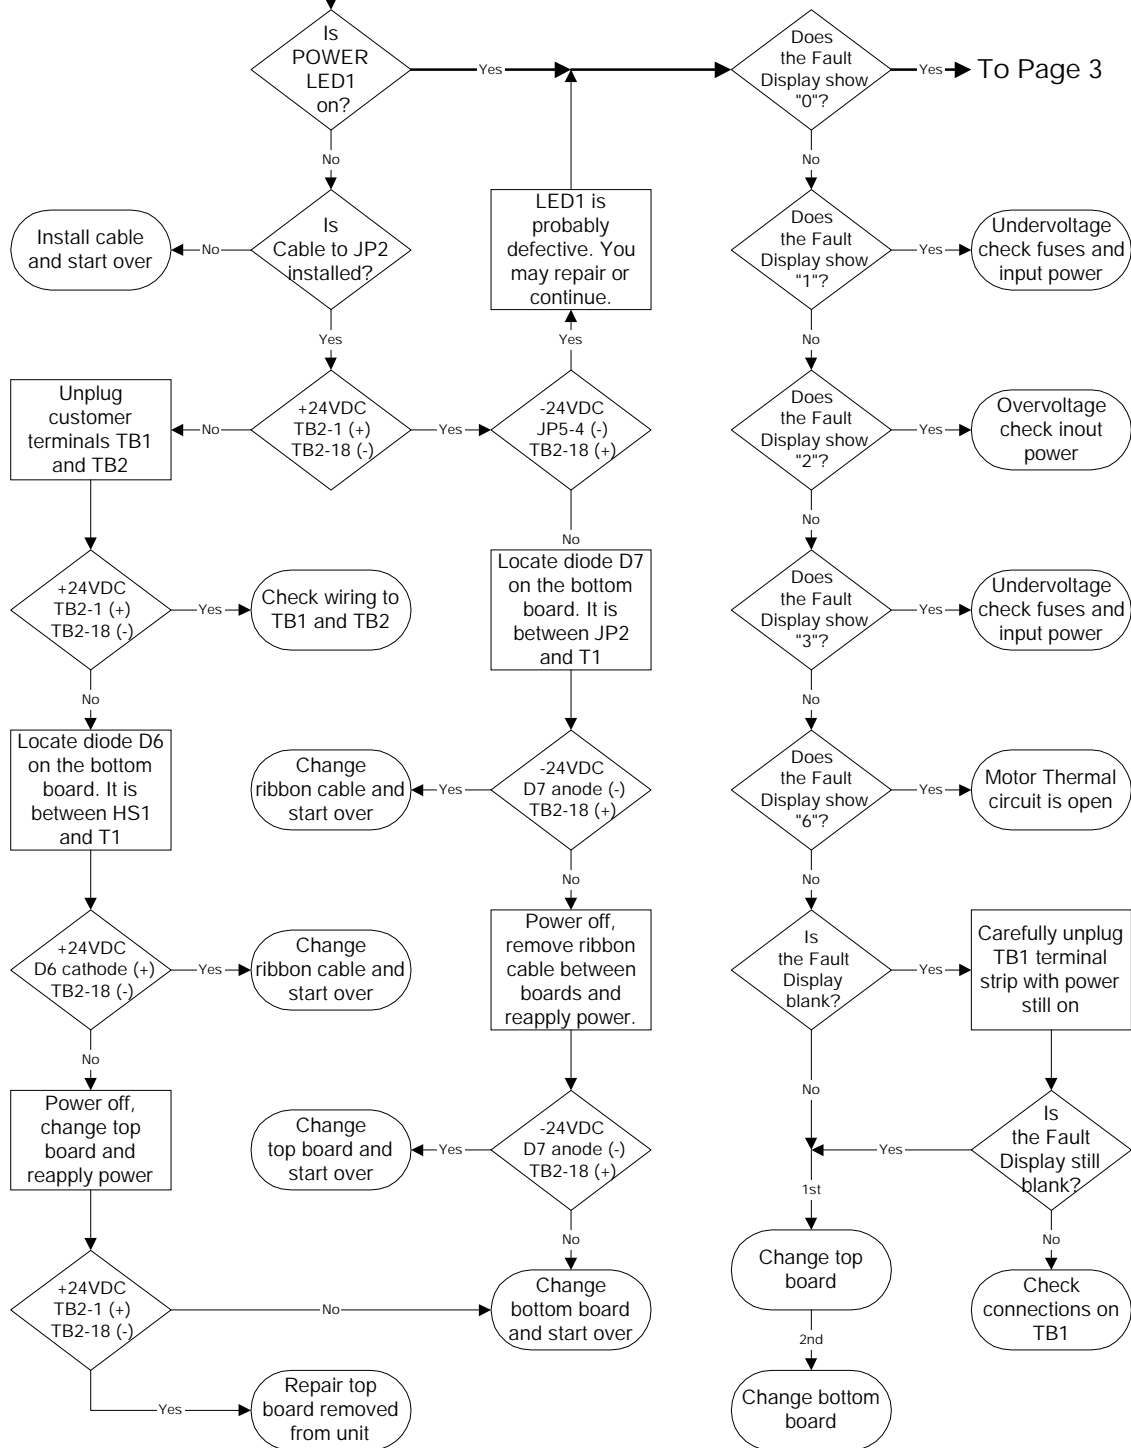 Is
POWER
LED1
on?
Yes
Does
the Fault
Display show
"0"?
Yes
To Page 3
No
No
Is
Cable to JP2
installed?
No
Install cable
and start over
LED1 is
probably
defective. You
may repair or
continue.
Does
the Fault
Display show
"1"?
Yes
Undervoltage
check fuses and
input power
Yes
Yes
No
Unplug
customer
terminals TB1
and TB2
No
+24VDC
TB2-1 (+)
TB2-18 (-)
Yes
-24VDC
JP5-4 (-)
TB2-18 (+)
Does
the Fault
Display show
"2"?
Yes
Overvoltage
check inout
power
No
No
+24VDC
TB2-1 (+)
TB2-18 (-)
Yes
Check wiring to
TB1 and TB2
Locate diode D7
on the bottom
board. It is
between JP2
and T1
Does
the Fault
Display show
"3"?
Yes
Undervoltage
check fuses and
input power
No
No
Locate diode D6
on the bottom
board. It is
between HS1
and T1
Change
ribbon cable and
start over
Yes
-24VDC
D7 anode (-)
TB2-18 (+)
Does
the Fault
Display show
"6"?
Yes
Motor Thermal
circuit is open
No
No
+24VDC
D6 cathode (+)
TB2-18 (-)
Yes
Change
ribbon cable and
start over
Power off,
remove ribbon
cable between
boards and
reapply power.
Is
the Fault
Display
blank?
Yes
Carefully unplug
TB1 terminal
strip with power
still on
No
No
Power off,
change top
board and
reapply power
Change
top board and
start over
Yes
-24VDC
D7 anode (-)
TB2-18 (+)
Yes
Is
the Fault
Display still
blank?
1st
No
No
+24VDC
TB2-1 (+)
TB2-18 (-)
No
Change
bottom board
and start over
Change top
board
Check
connections on
TB1
2nd
Yes
Repair top
board removed
from unit
Change bottom
board